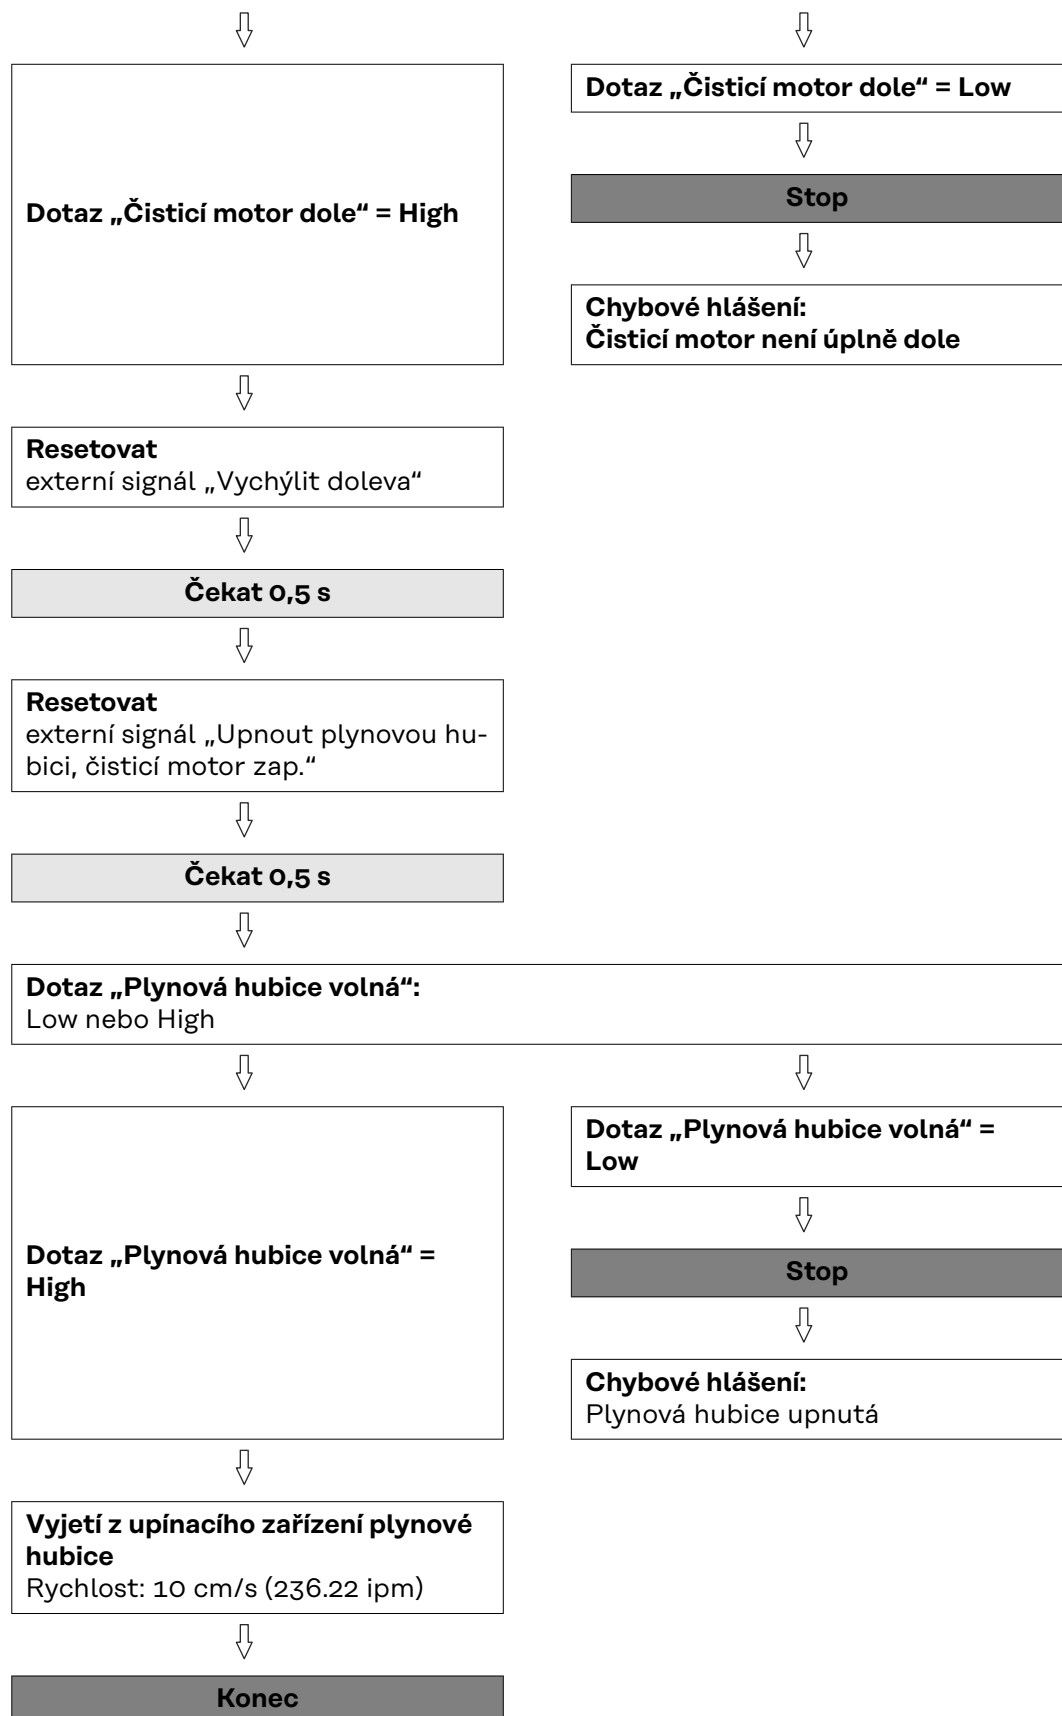 Dotaz „Čisticí motor dole“ = High
Dotaz „Čisticí motor dole“ = Low
Stop
Chybové hlášení:
Čisticí motor není úplně dole
Resetovat
externí signál „Vychýlit doleva“
Čekat 0,5 s
Resetovat
externí signál „Upnout plynovou hu-
bici, čisticí motor zap.“
Čekat 0,5 s
Dotaz „Plynová hubice volná“:
Low nebo High
Dotaz „Plynová hubice volná“ =
High
Dotaz „Plynová hubice volná“ =
Low
Stop
Chybové hlášení:
Plynová hubice upnutá
Vyjetí z upínacího zařízení plynové
hubice
Rychlost: 10 cm/s (236.22 ipm)
Konec